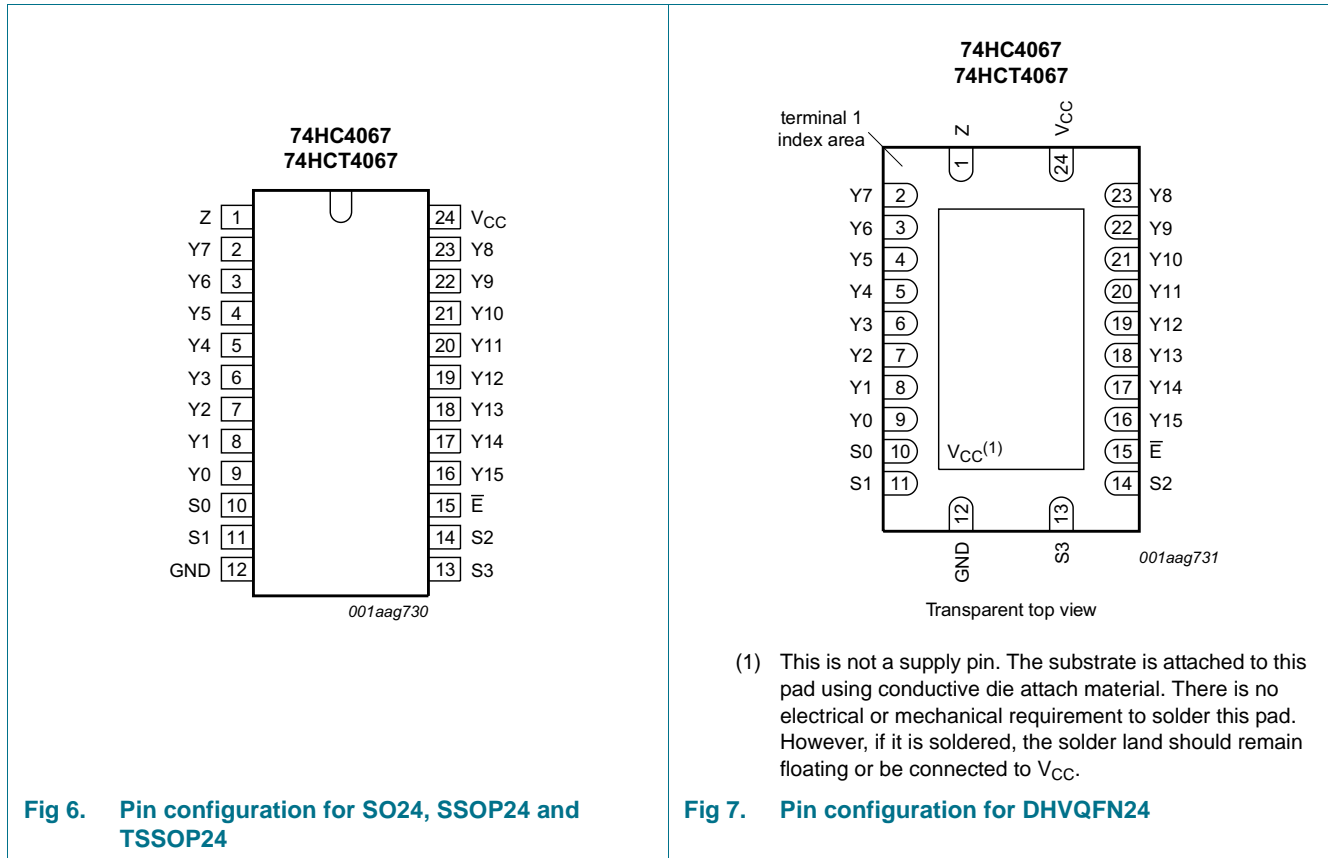 74HC4067
74HCT4067
Z 1
Y7 2
Y6 3
Y5 4
Y4 5
Y3 6
Y2 7
Y1 8
Y0 9
S0 10
S1 11
GND 12
24 VCC
23 Y8
22 Y9
21 Y10
20 Y11
19 Y12
18 Y13
17 Y14
16 Y15
15 E̅
14 S2
13 S3
001aag730
Fig 6. Pin configuration for SO24, SSOP24 and
TSSOP24
74HC4067
74HCT4067
terminal 1
index area
Z
1
VCC
24
Y7 2
Y6 3
Y5 4
Y4 5
Y3 6
Y2 7
Y1 8
Y0 9
S0 10
S1 11
23 Y8
22 Y9
21 Y10
20 Y11
19 Y12
18 Y13
17 Y14
16 Y15
15 E̅
14 S2
VCC(1)
12
GND
13
S3
001aag731
Transparent top view
(1) This is not a supply pin. The substrate is attached to this
pad using conductive die attach material. There is no
electrical or mechanical requirement to solder this pad.
However, if it is soldered, the solder land should remain
floating or be connected to VCC.
Fig 7. Pin configuration for DHVQFN24